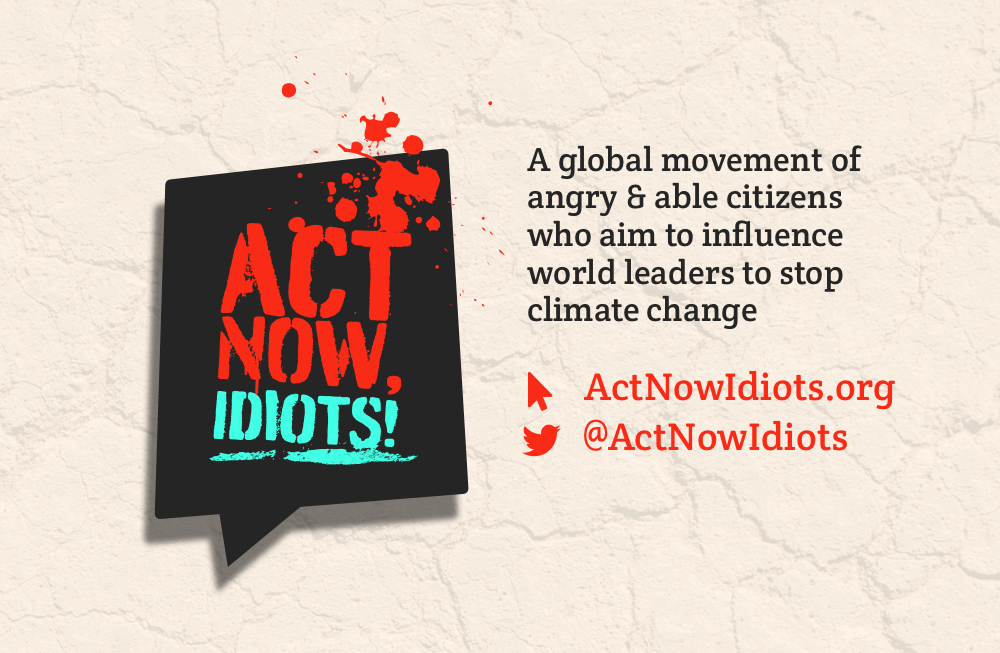 ACT
NOW,
IDIOTS!
A global movement of
angry & able citizens
who aim to influence
world leaders to stop
climate change
ActNowIdiots.org
@ActNowIdiots